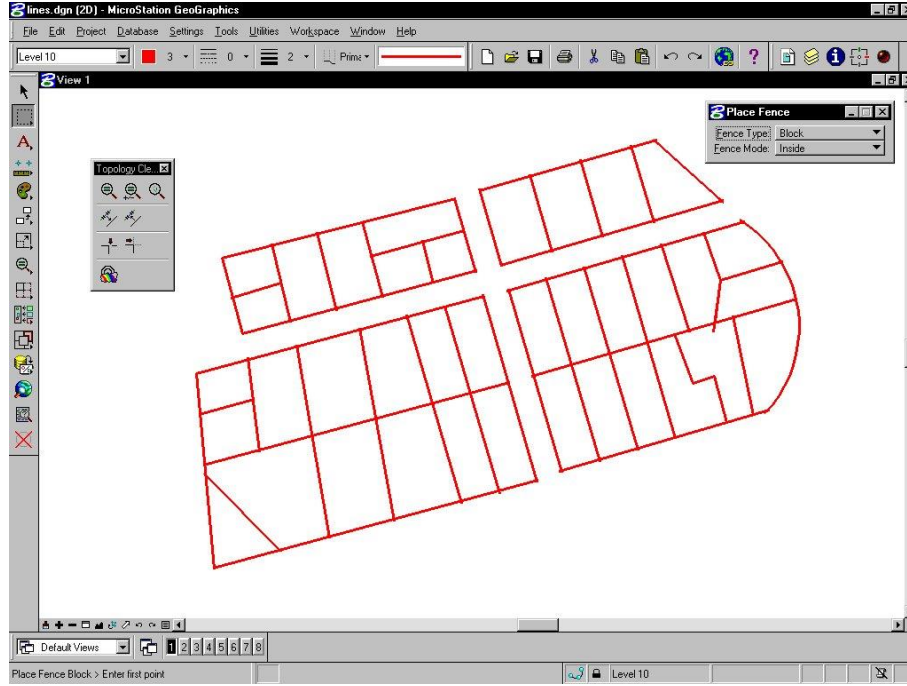 lines.dgn (2D) - MicroStation GeoGraphics
File Edit Project Database Settings Tools Utilities Workspace Window Help
Level 10 3 0 2 Prima
View 1
Place Fence
Fence Type: Block
Fence Mode: Inside
Topology Cle...
Default Views 1 2 3 4 5 6 7 8
Place Fence Block > Enter first point Level 10